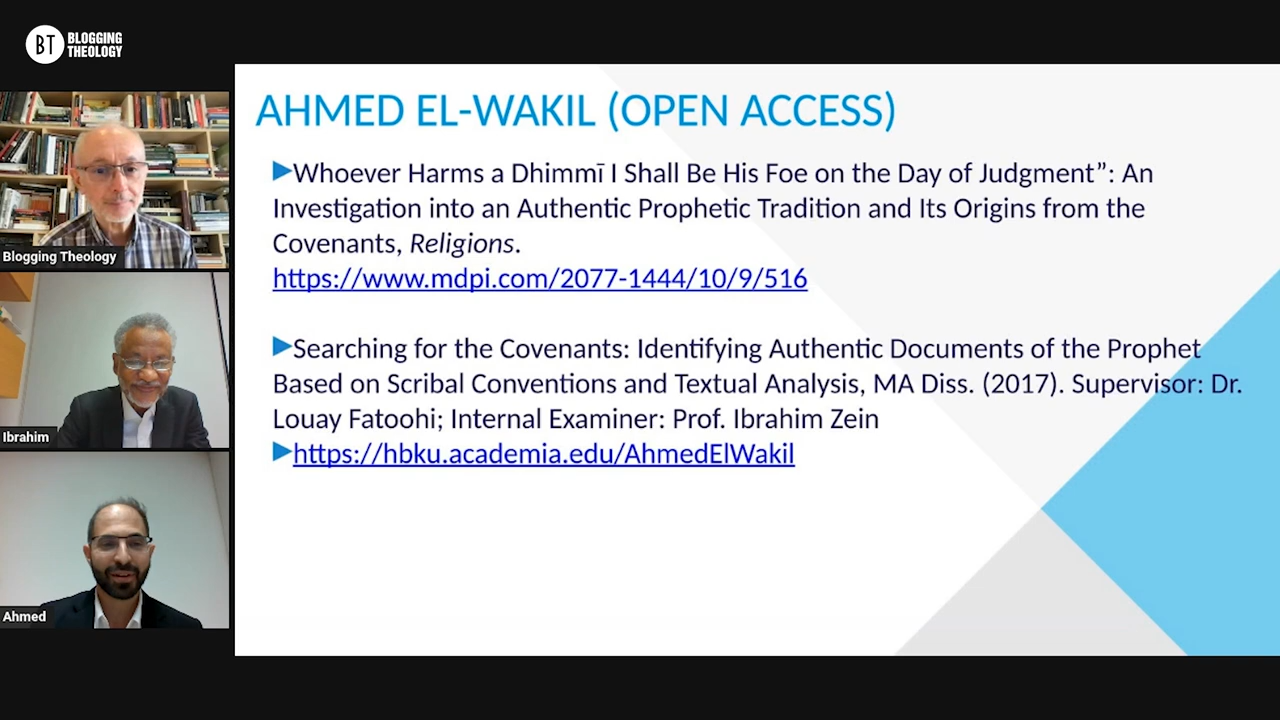 BT BLOGGING
THEOLOGY
AHMED EL-WAKIL (OPEN ACCESS)
▶Whoever Harms a Dhimmī I Shall Be His Foe on the Day of Judgment”: An
Investigation into an Authentic Prophetic Tradition and Its Origins from the
Covenants, Religions.
https://www.mdpi.com/2077-1444/10/9/516
▶Searching for the Covenants: Identifying Authentic Documents of the Prophet
Based on Scribal Conventions and Textual Analysis, MA Diss. (2017). Supervisor: Dr.
Louay Fatoohi; Internal Examiner: Prof. Ibrahim Zein
▶https://hbku.academia.edu/AhmedElWakil
Blogging Theology
Ibrahim
Ahmed